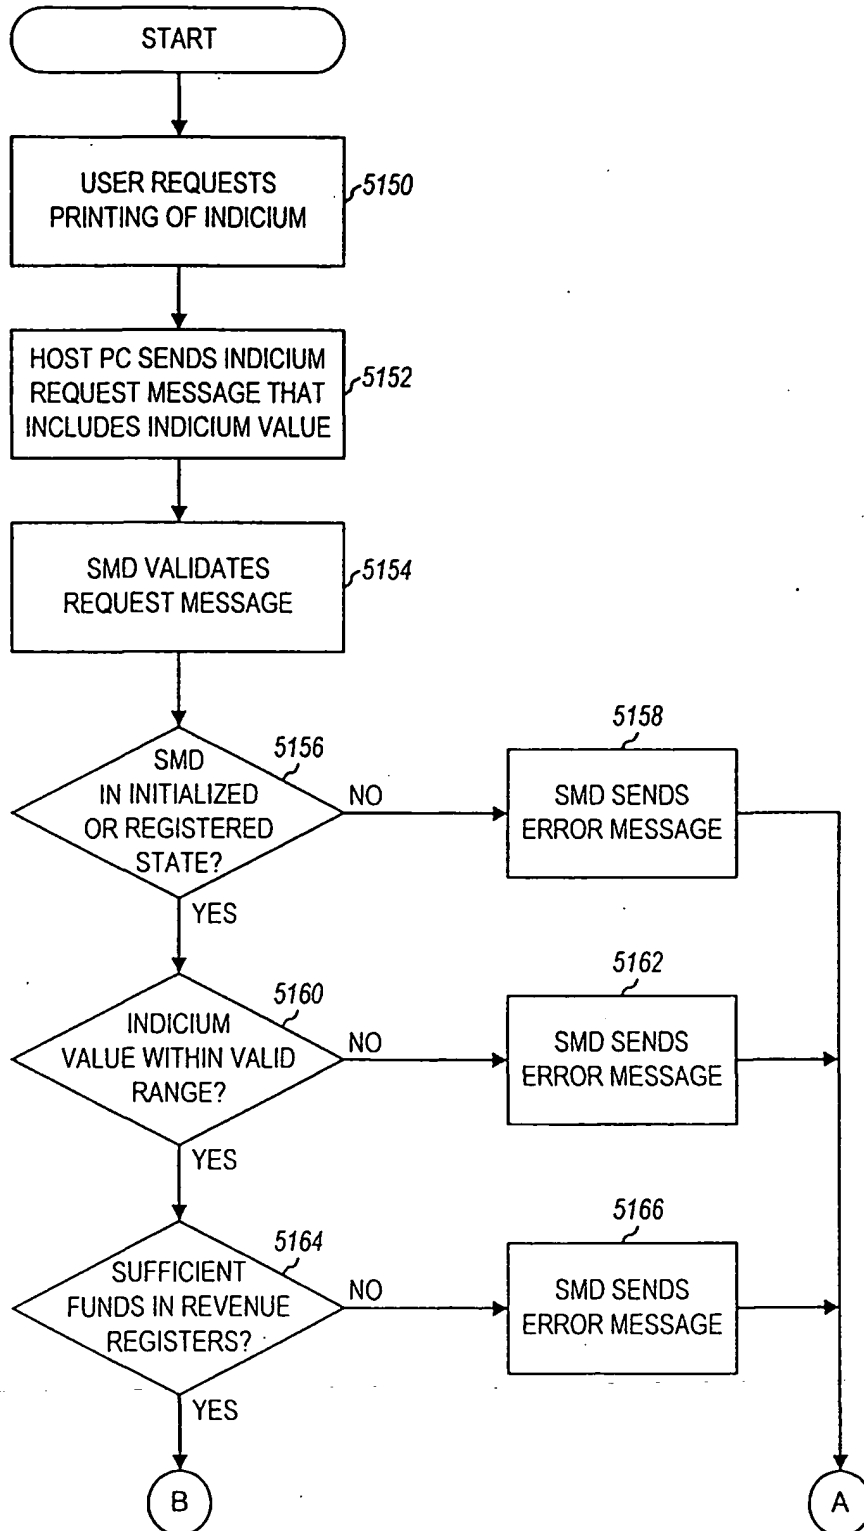 START
USER REQUESTS
PRINTING OF INDICIUM
5150
HOST PC SENDS INDICIUM
REQUEST MESSAGE THAT
INCLUDES INDICIUM VALUE
5152
SMD VALIDATES
REQUEST MESSAGE
5154
SMD
IN INITIALIZED
OR REGISTERED
STATE?
5156
NO
5158
SMD SENDS
ERROR MESSAGE
YES
INDICIUM
VALUE WITHIN VALID
RANGE?
5160
NO
5162
SMD SENDS
ERROR MESSAGE
YES
SUFFICIENT
FUNDS IN REVENUE
REGISTERS?
5164
NO
5166
SMD SENDS
ERROR MESSAGE
YES
B
A